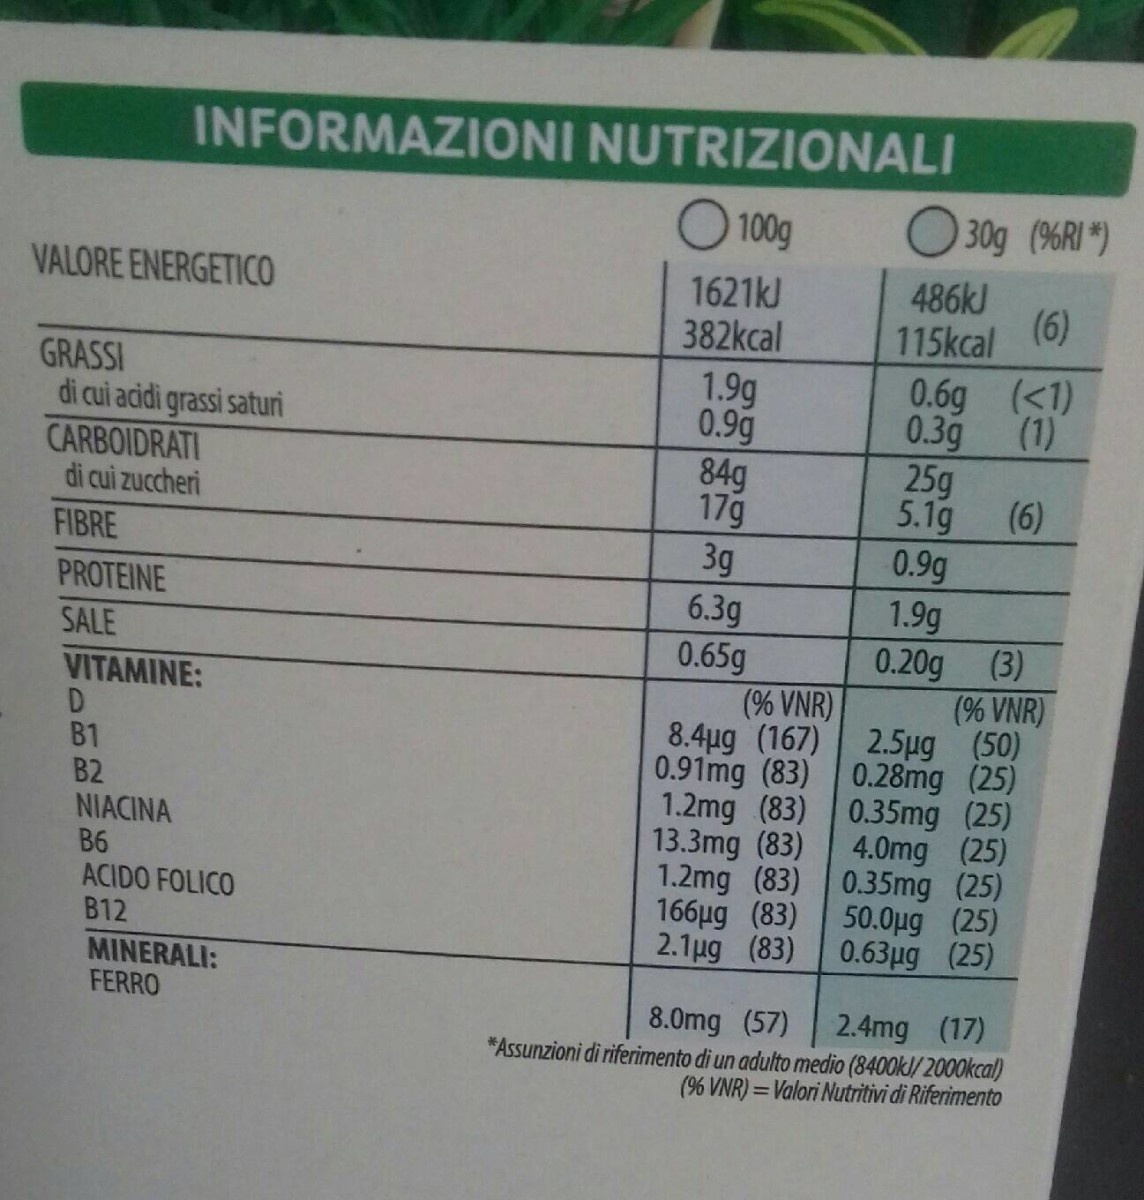 INFORMAZIONI NUTRIZIONALI
100g 30g (%RI*)
VALORE ENERGETICO 1621kJ 486kJ
382kcal 115kcal (6)
GRASSI 1.9g 0.6g (<1)
di cui acidi grassi saturi 0.9g 0.3g (1)
CARBOIDRATI 84g 25g
di cui zuccheri 17g 5.1g (6)
FIBRE 3g 0.9g
PROTEINE 6.3g 1.9g
SALE 0.65g 0.20g (3)
VITAMINE: (% VNR) (% VNR)
D 8.4µg (167) 2.5µg (50)
B1 0.91mg (83) 0.28mg (25)
B2 1.2mg (83) 0.35mg (25)
NIACINA 13.3mg (83) 4.0mg (25)
B6 1.2mg (83) 0.35mg (25)
ACIDO FOLICO 166µg (83) 50.0µg (25)
B12 2.1µg (83) 0.63µg (25)
MINERALI:
FERRO 8.0mg (57) 2.4mg (17)
*Assunzioni di riferimento di un adulto medio (8400kJ/2000kcal)
(% VNR) = Valori Nutritivi di Riferimento